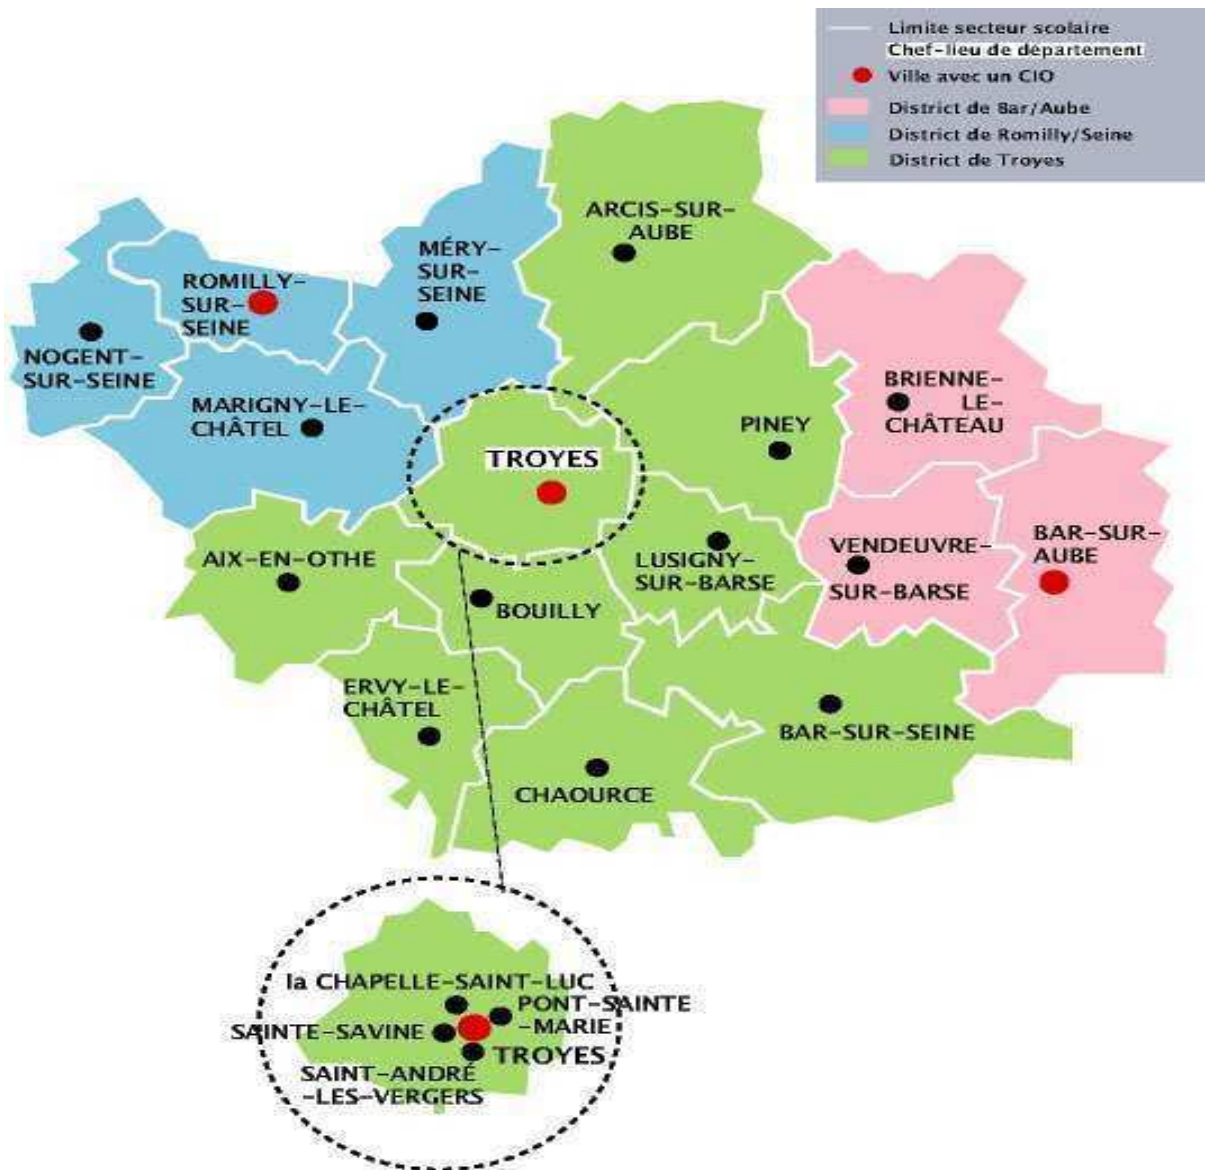 Limite secteur scolaire
Chef-lieu de département
Ville avec un CIO
District de Bar/Aube
District de Romilly/Seine
District de Troyes
ARCIS-SUR-
AUBE
MÉRY-
SUR-
SEINE
ROMILLY-
SUR-
SEINE
NOGENT-
SUR-SEINE
MARIGNY-LE-
CHÂTEL
BRIENNE-
LE-
CHÂTEAU
PINEY
TROYES
AIX-EN-OTHE
LUSIGNY-
SUR-BARSE
VENDEUVRE-
SUR-BARSE
BAR-SUR-
AUBE
BOUILLY
ERVY-LE-
CHÂTEL
BAR-SUR-SEINE
CHAOURCE
la CHAPELLE-SAINT-LUC
PONT-SAINTE
-MARIE
SAINTE-SAVINE
TROYES
SAINT-ANDRÉ
-LES-VERGERS